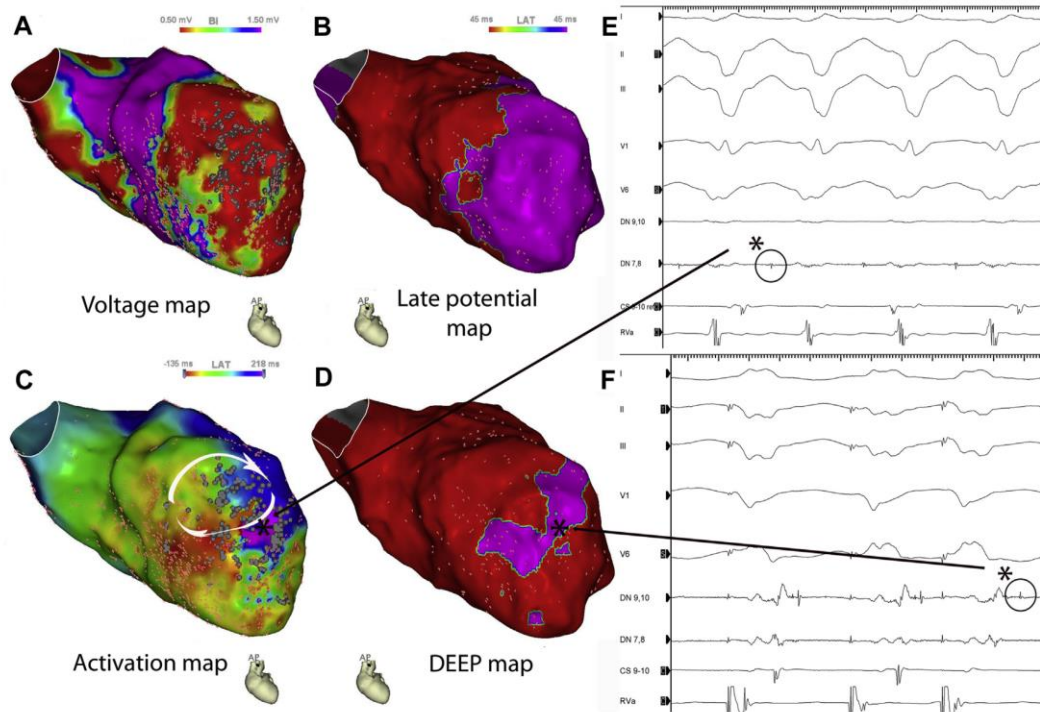 A
0.50 mV BI 1.50 mV
AP
Voltage map
B
45 ms LAT 45 ms
AP
Late potential
map
E
I
II
III
V1
V6
DN 9,10
*
DN 7,8
RVa
C
-135 ms LAT 218 ms
*
AP
Activation map
D
*
AP
DEEP map
F
I
II
III
V1
V6
*
DN 9,10
DN 7,8
CS 9-10
RVa